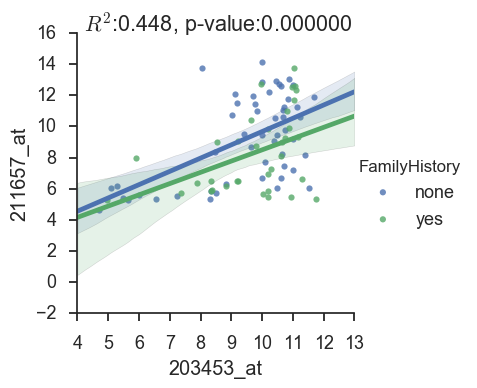 R²:0.448, p-value:0.000000
16
14
12
10
8
6
4
2
0
−2
211657_at
4 5 6 7 8 9 10 11 12 13
203453_at
FamilyHistory
none
yes